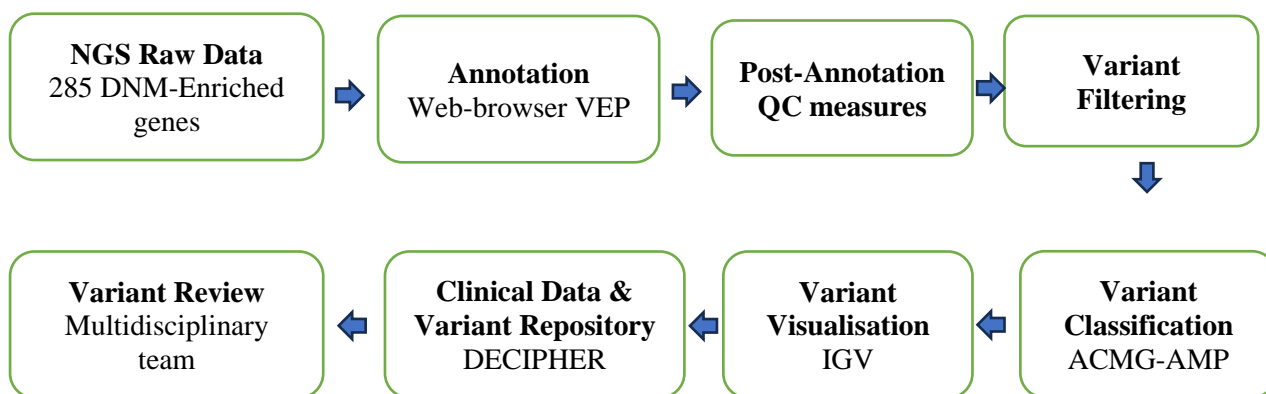 NGS Raw Data
285 DNM-Enriched
genes
Annotation
Web-browser VEP
Post-Annotation
QC measures
Variant
Filtering
Variant Review
Multidisciplinary
team
Clinical Data &
Variant Repository
DECIPHER
Variant
Visualisation
IGV
Variant
Classification
ACMG-AMP